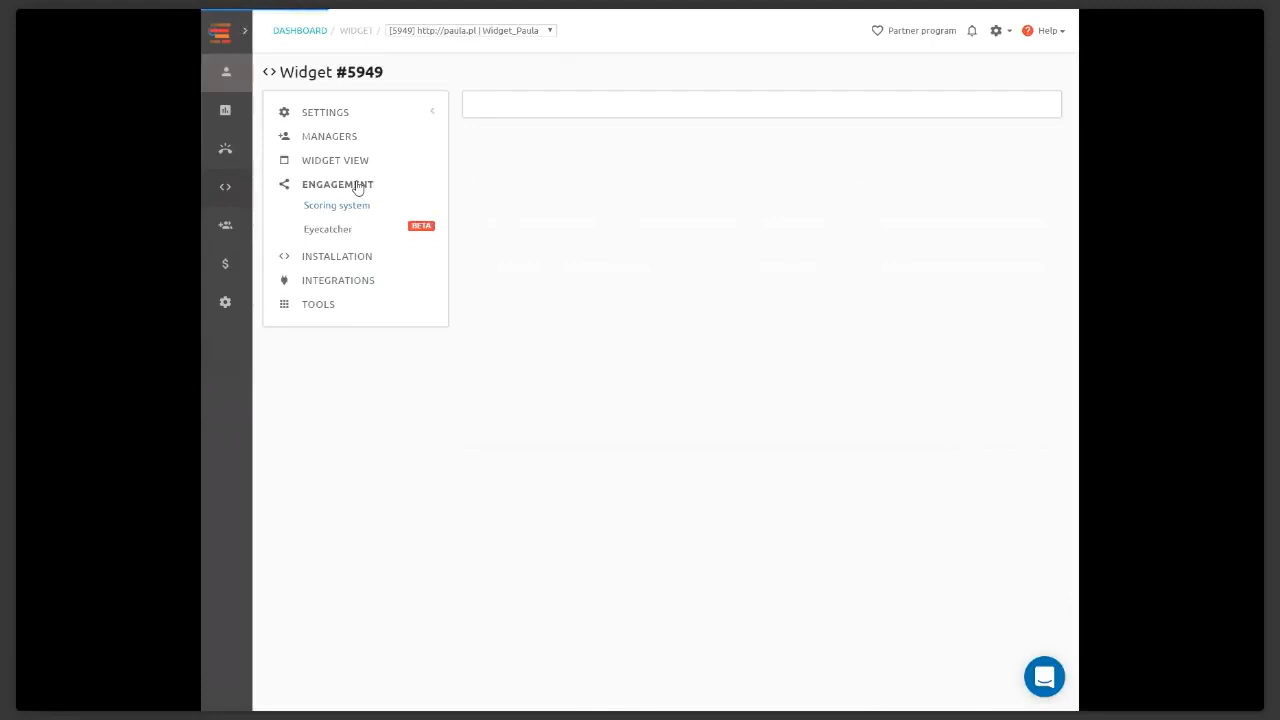 DASHBOARD / WIDGET / [5949] http://paula.pl | Widget_Paula
Partner program
? Help
<> Widget #5949
SETTINGS
MANAGERS
WIDGET VIEW
ENGAGEMENT
Scoring system
Eyecatcher BETA
INSTALLATION
INTEGRATIONS
TOOLS